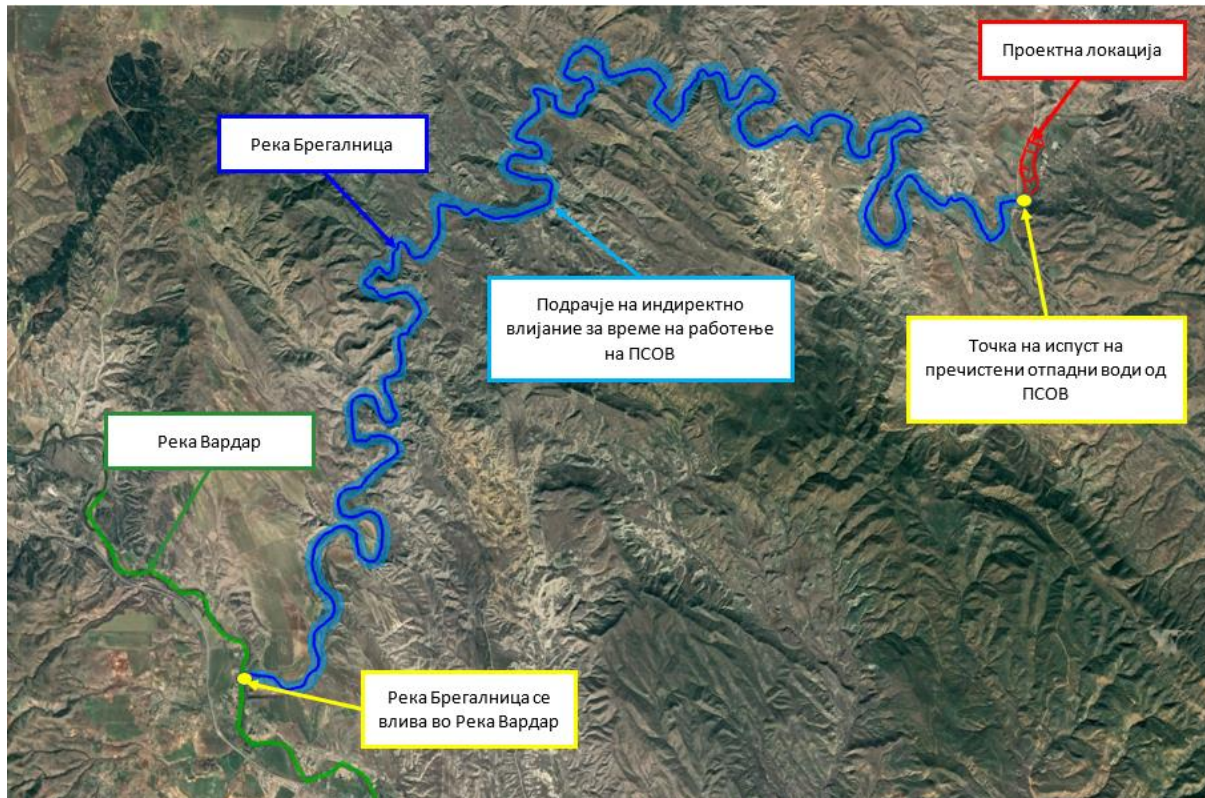 Проектна локација
Река Брегалница
Подрачје на индиректно
влијание за време на работење
на ПСОВ
Точка на испуст на
пречистени отпадни води од
ПСОВ
Река Вардар
Река Брегалница се
влива во Река Вардар